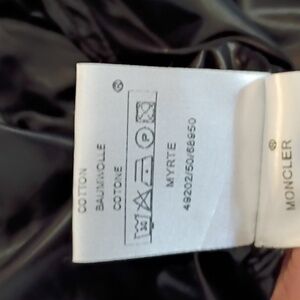 COTTON
BAUMWOLLE
COTONE
P
MYRTE
49202/50/68950
MONCLER